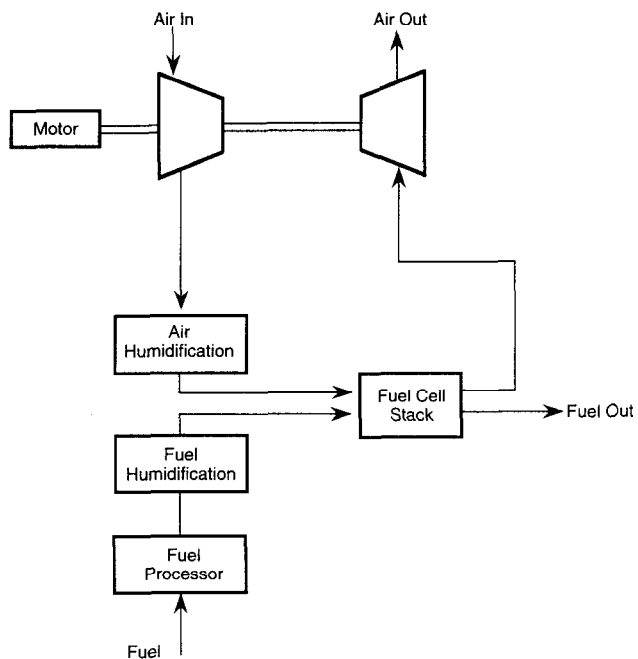 Air In
Air Out
Motor
Air
Humidification
Fuel Cell
Stack
Fuel Out
Fuel
Humidification
Fuel
Processor
Fuel